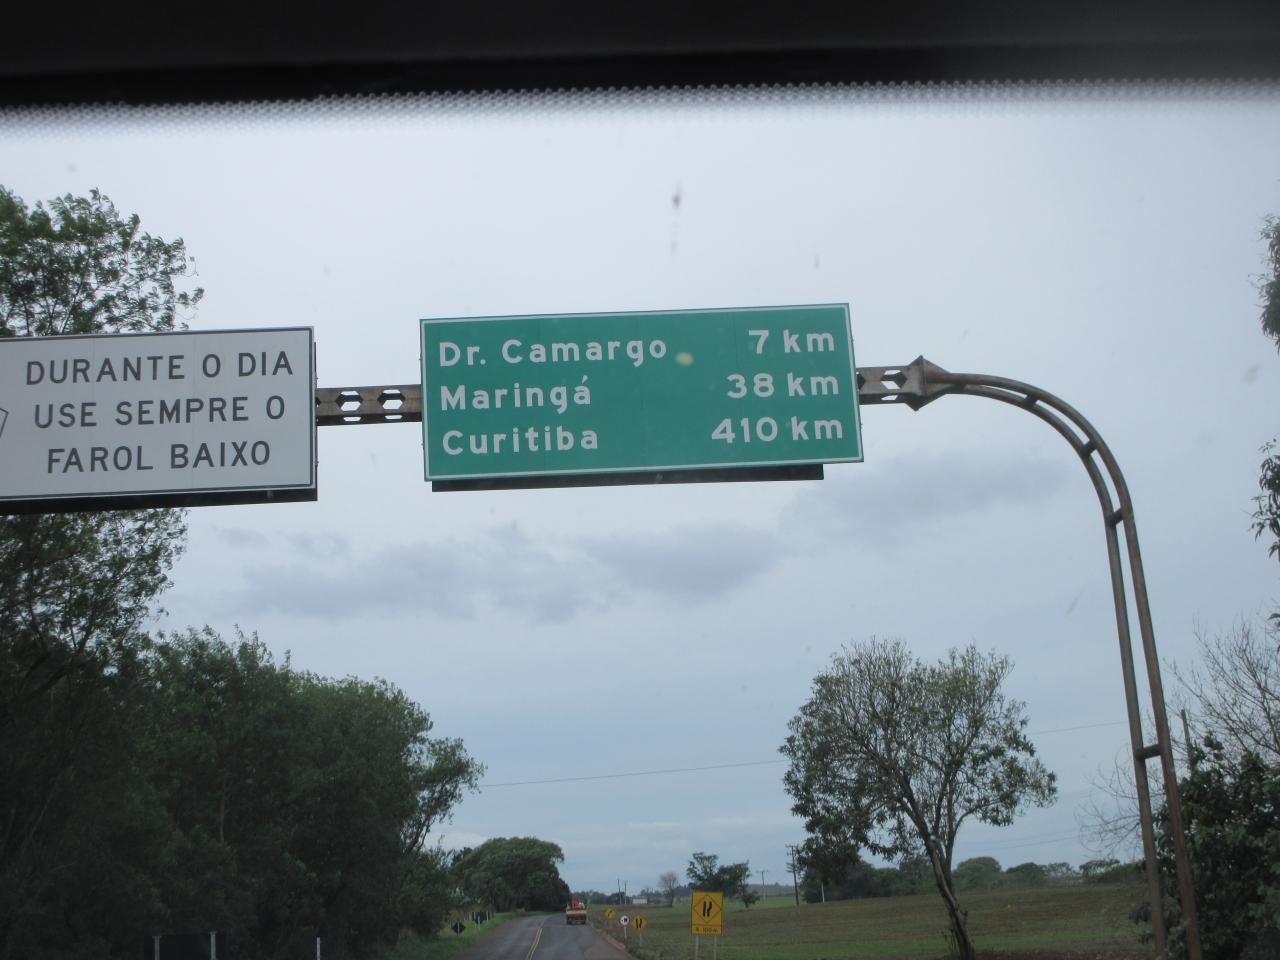 DURANTE O DIA
USE SEMPRE O
FAROL BAIXO
Dr. Camargo 7 km
Maringá 38 km
Curitiba 410 km